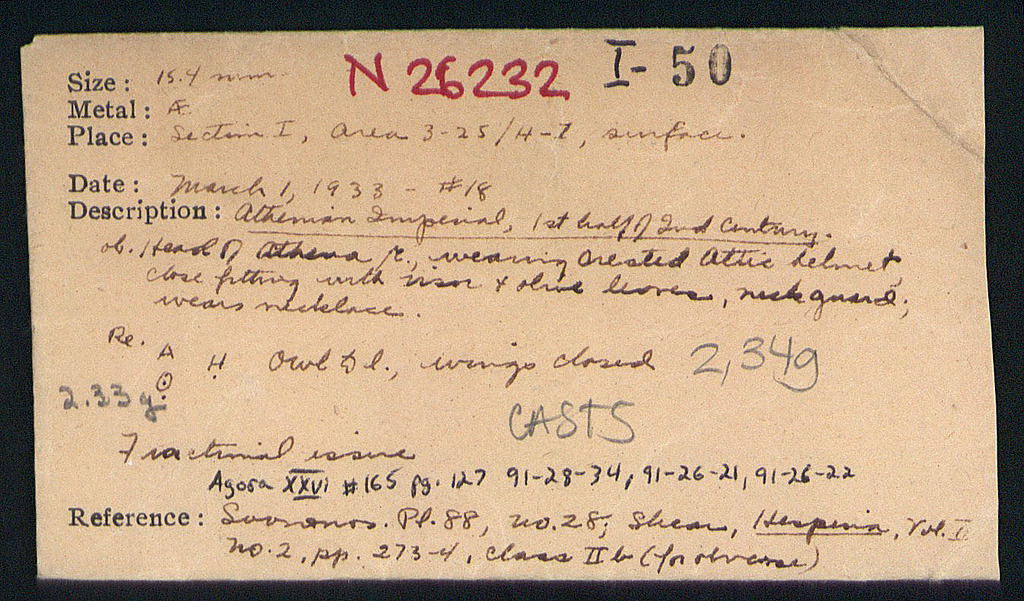 N 26232 I-50
Size: 15.4 mm.
Metal: Æ
Place: Section I, Area 3-25/H-I, surface.
Date: March 1, 1933 - #18
Description: Athenian Imperial, 1st half of 2nd Century.
ob. Head of Athena r., wearing crested Attic helmet,
close fitting with visor + olive leaves, neck guard;
wears necklace.
Re. A H Owl to l., wings closed 2,34g
Θ
2.33 g
CASTS
Fractional issue
Agora XXVI #165 pg. 127 91-28-34, 91-26-21, 91-26-22
Reference: Svoronos. Pl. 88, no. 28; Shear, Hesperia, Vol. II
no. 2, pp. 273-4, Class II b (for obverse)